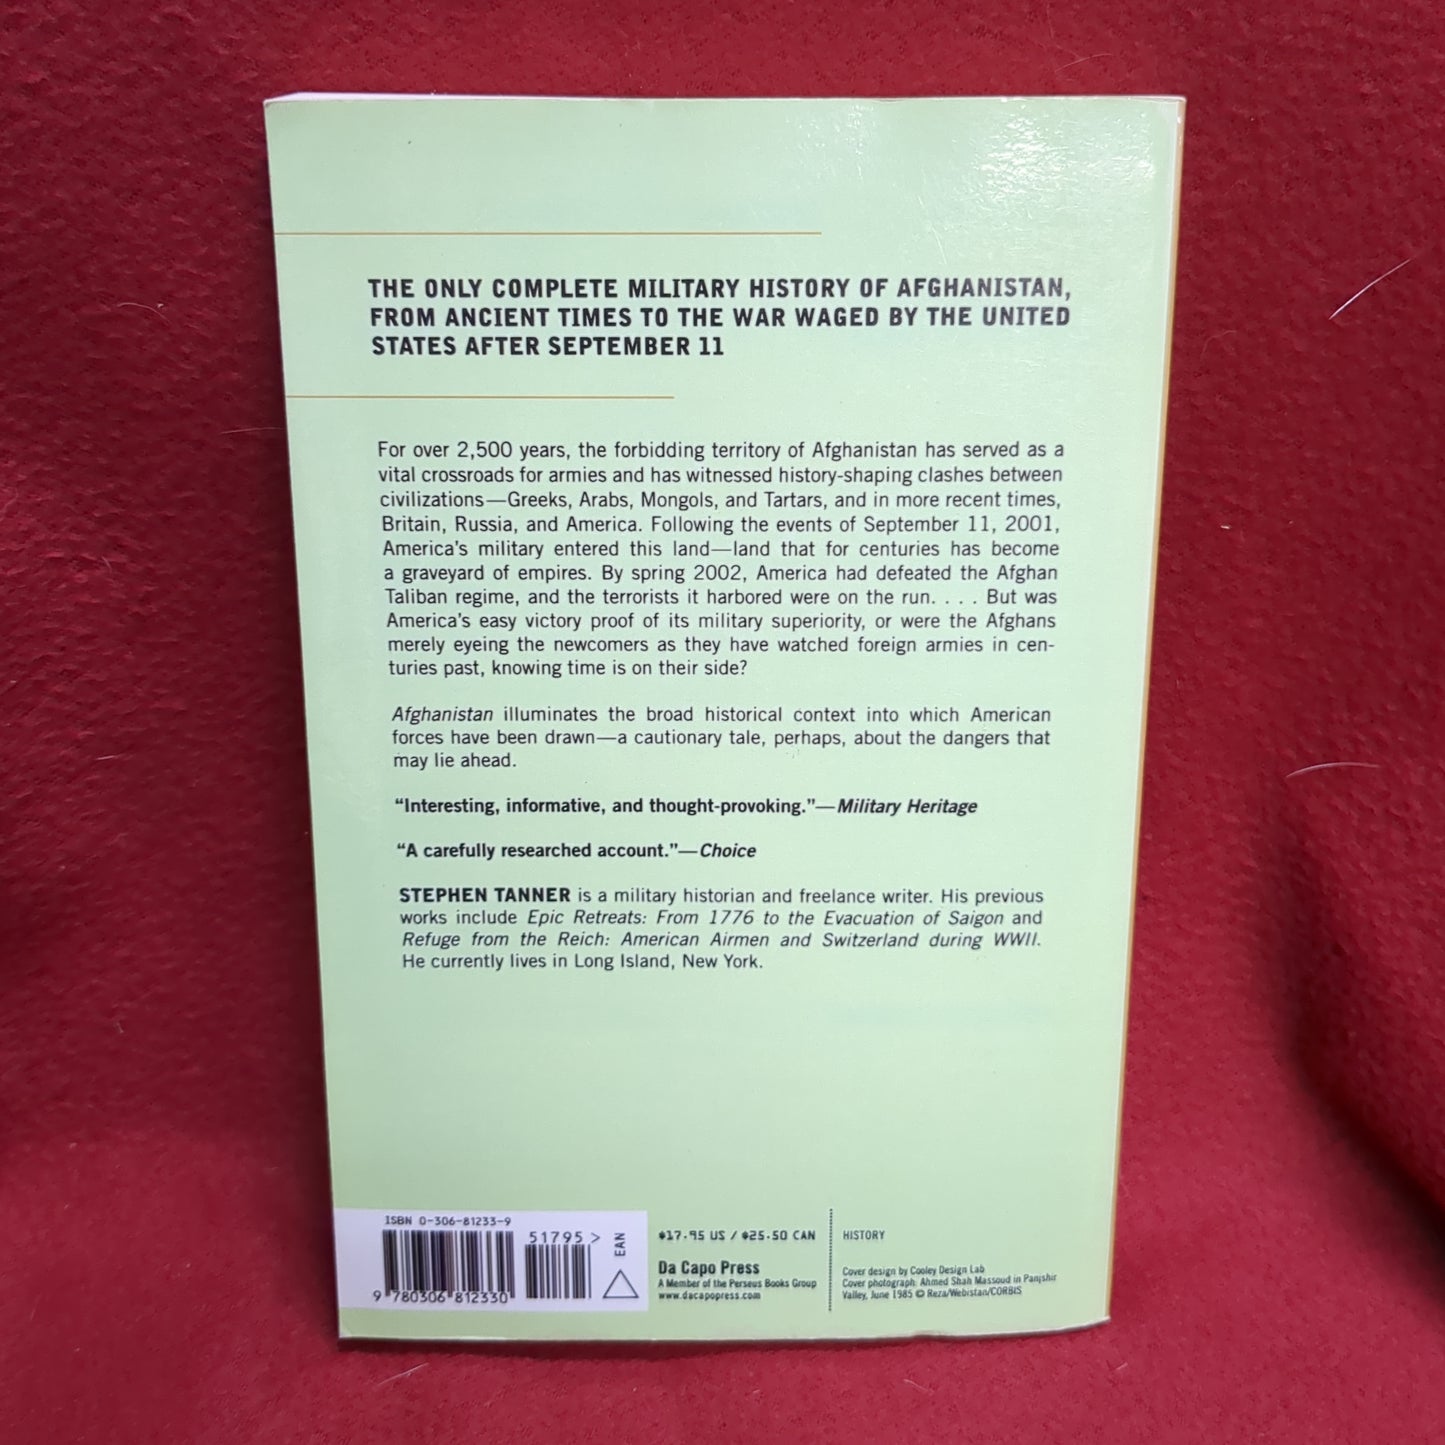 THE ONLY COMPLETE MILITARY HISTORY OF AFGHANISTAN,
FROM ANCIENT TIMES TO THE WAR WAGED BY THE UNITED
STATES AFTER SEPTEMBER 11
For over 2,500 years, the forbidding territory of Afghanistan has served as a
vital crossroads for armies and has witnessed history-shaping clashes between
civilizations—Greeks, Arabs, Mongols, and Tartars, and in more recent times,
Britain, Russia, and America. Following the events of September 11, 2001,
America's military entered this land—land that for centuries has become
a graveyard of empires. By spring 2002, America had defeated the Afghan
Taliban regime, and the terrorists it harbored were on the run. . . . But was
America's easy victory proof of its military superiority, or were the Afghans
merely eyeing the newcomers as they have watched foreign armies in cen-
turies past, knowing time is on their side?
Afghanistan illuminates the broad historical context into which American
forces have been drawn—a cautionary tale, perhaps, about the dangers that
may lie ahead.
“Interesting, informative, and thought-provoking.”—Military Heritage
“A carefully researched account.”—Choice
STEPHEN TANNER is a military historian and freelance writer. His previous
works include Epic Retreats: From 1776 to the Evacuation of Saigon and
Refuge from the Reich: American Airmen and Switzerland during WWII.
He currently lives in Long Island, New York.
ISBN 0-306-81233-9
51795 >
EAN
9 780306 812330
$17.95 US / $25.50 CAN
Da Capo Press
A Member of the Perseus Books Group
www.dacapopress.com
HISTORY
Cover design by Cooley Design Lab
Cover photograph: Ahmed Shah Massoud in Panjshir
Valley, June 1985 © Reza/Webistan/CORBIS